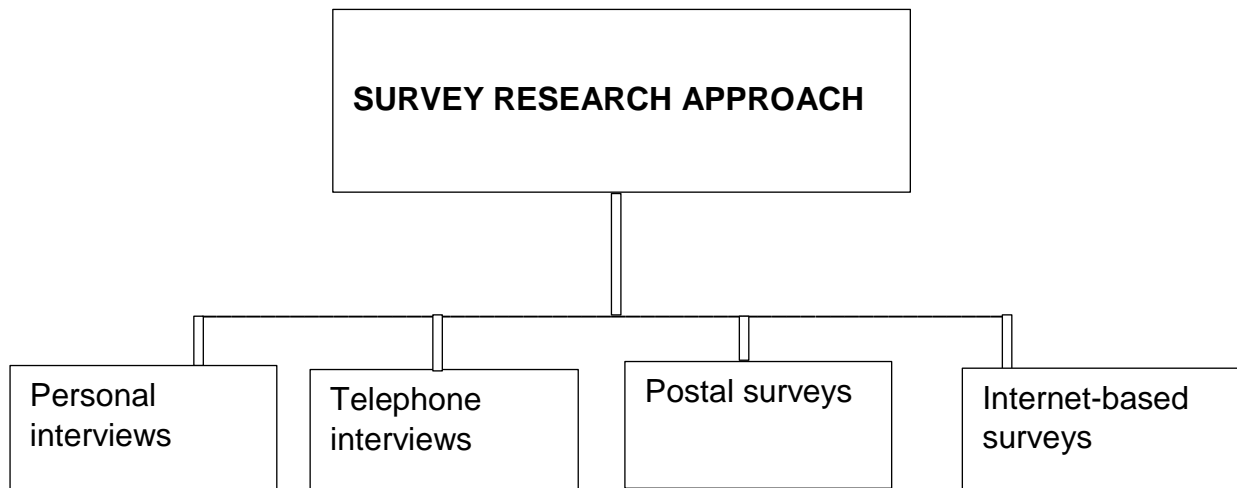 SURVEY RESEARCH APPROACH
Personal
interviews
Telephone
interviews
Postal surveys
Internet-based
surveys